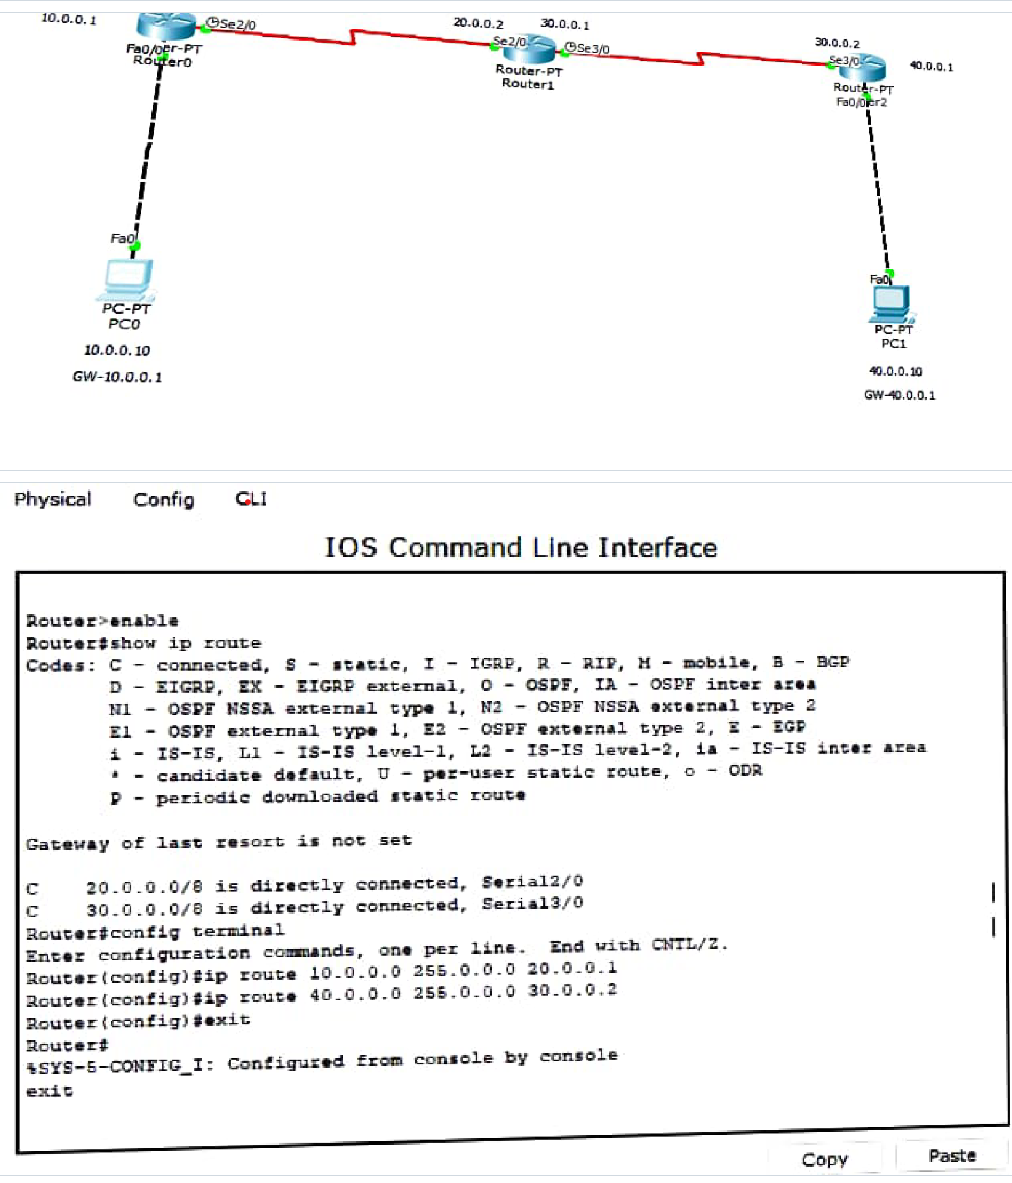 10.0.0.1
Se2/0
Fa0/0er-PT
Router0
20.0.0.2 30.0.0.1
Se2/0
Se3/0
Router-PT
Router1
30.0.0.2
Se3/0
40.0.0.1
Router-PT
Fa0/0er2
Fa0
PC-PT
PC0
10.0.0.10
GW-10.0.0.1
Fa0
PC-PT
PC1
40.0.0.10
GW-40.0.0.1
Physical Config CLI
IOS Command Line Interface
Router>enable
Router#show ip route
Codes: C - connected, S - static, I - IGRP, R - RIP, M - mobile, B - BGP
D - EIGRP, EX - EIGRP external, O - OSPF, IA - OSPF inter area
N1 - OSPF NSSA external type 1, N2 - OSPF NSSA external type 2
E1 - OSPF external type 1, E2 - OSPF external type 2, E - EGP
i - IS-IS, L1 - IS-IS level-1, L2 - IS-IS level-2, ia - IS-IS inter area
* - candidate default, U - per-user static route, o - ODR
P - periodic downloaded static route
Gateway of last resort is not set
C 20.0.0.0/8 is directly connected, Serial2/0
C 30.0.0.0/8 is directly connected, Serial3/0
Router#config terminal
Enter configuration commands, one per line. End with CNTL/Z.
Router(config)#ip route 10.0.0.0 255.0.0.0 20.0.0.1
Router(config)#ip route 40.0.0.0 255.0.0.0 30.0.0.2
Router(config)#exit
Router#
%SYS-5-CONFIG_I: Configured from console by console
exit
Copy Paste